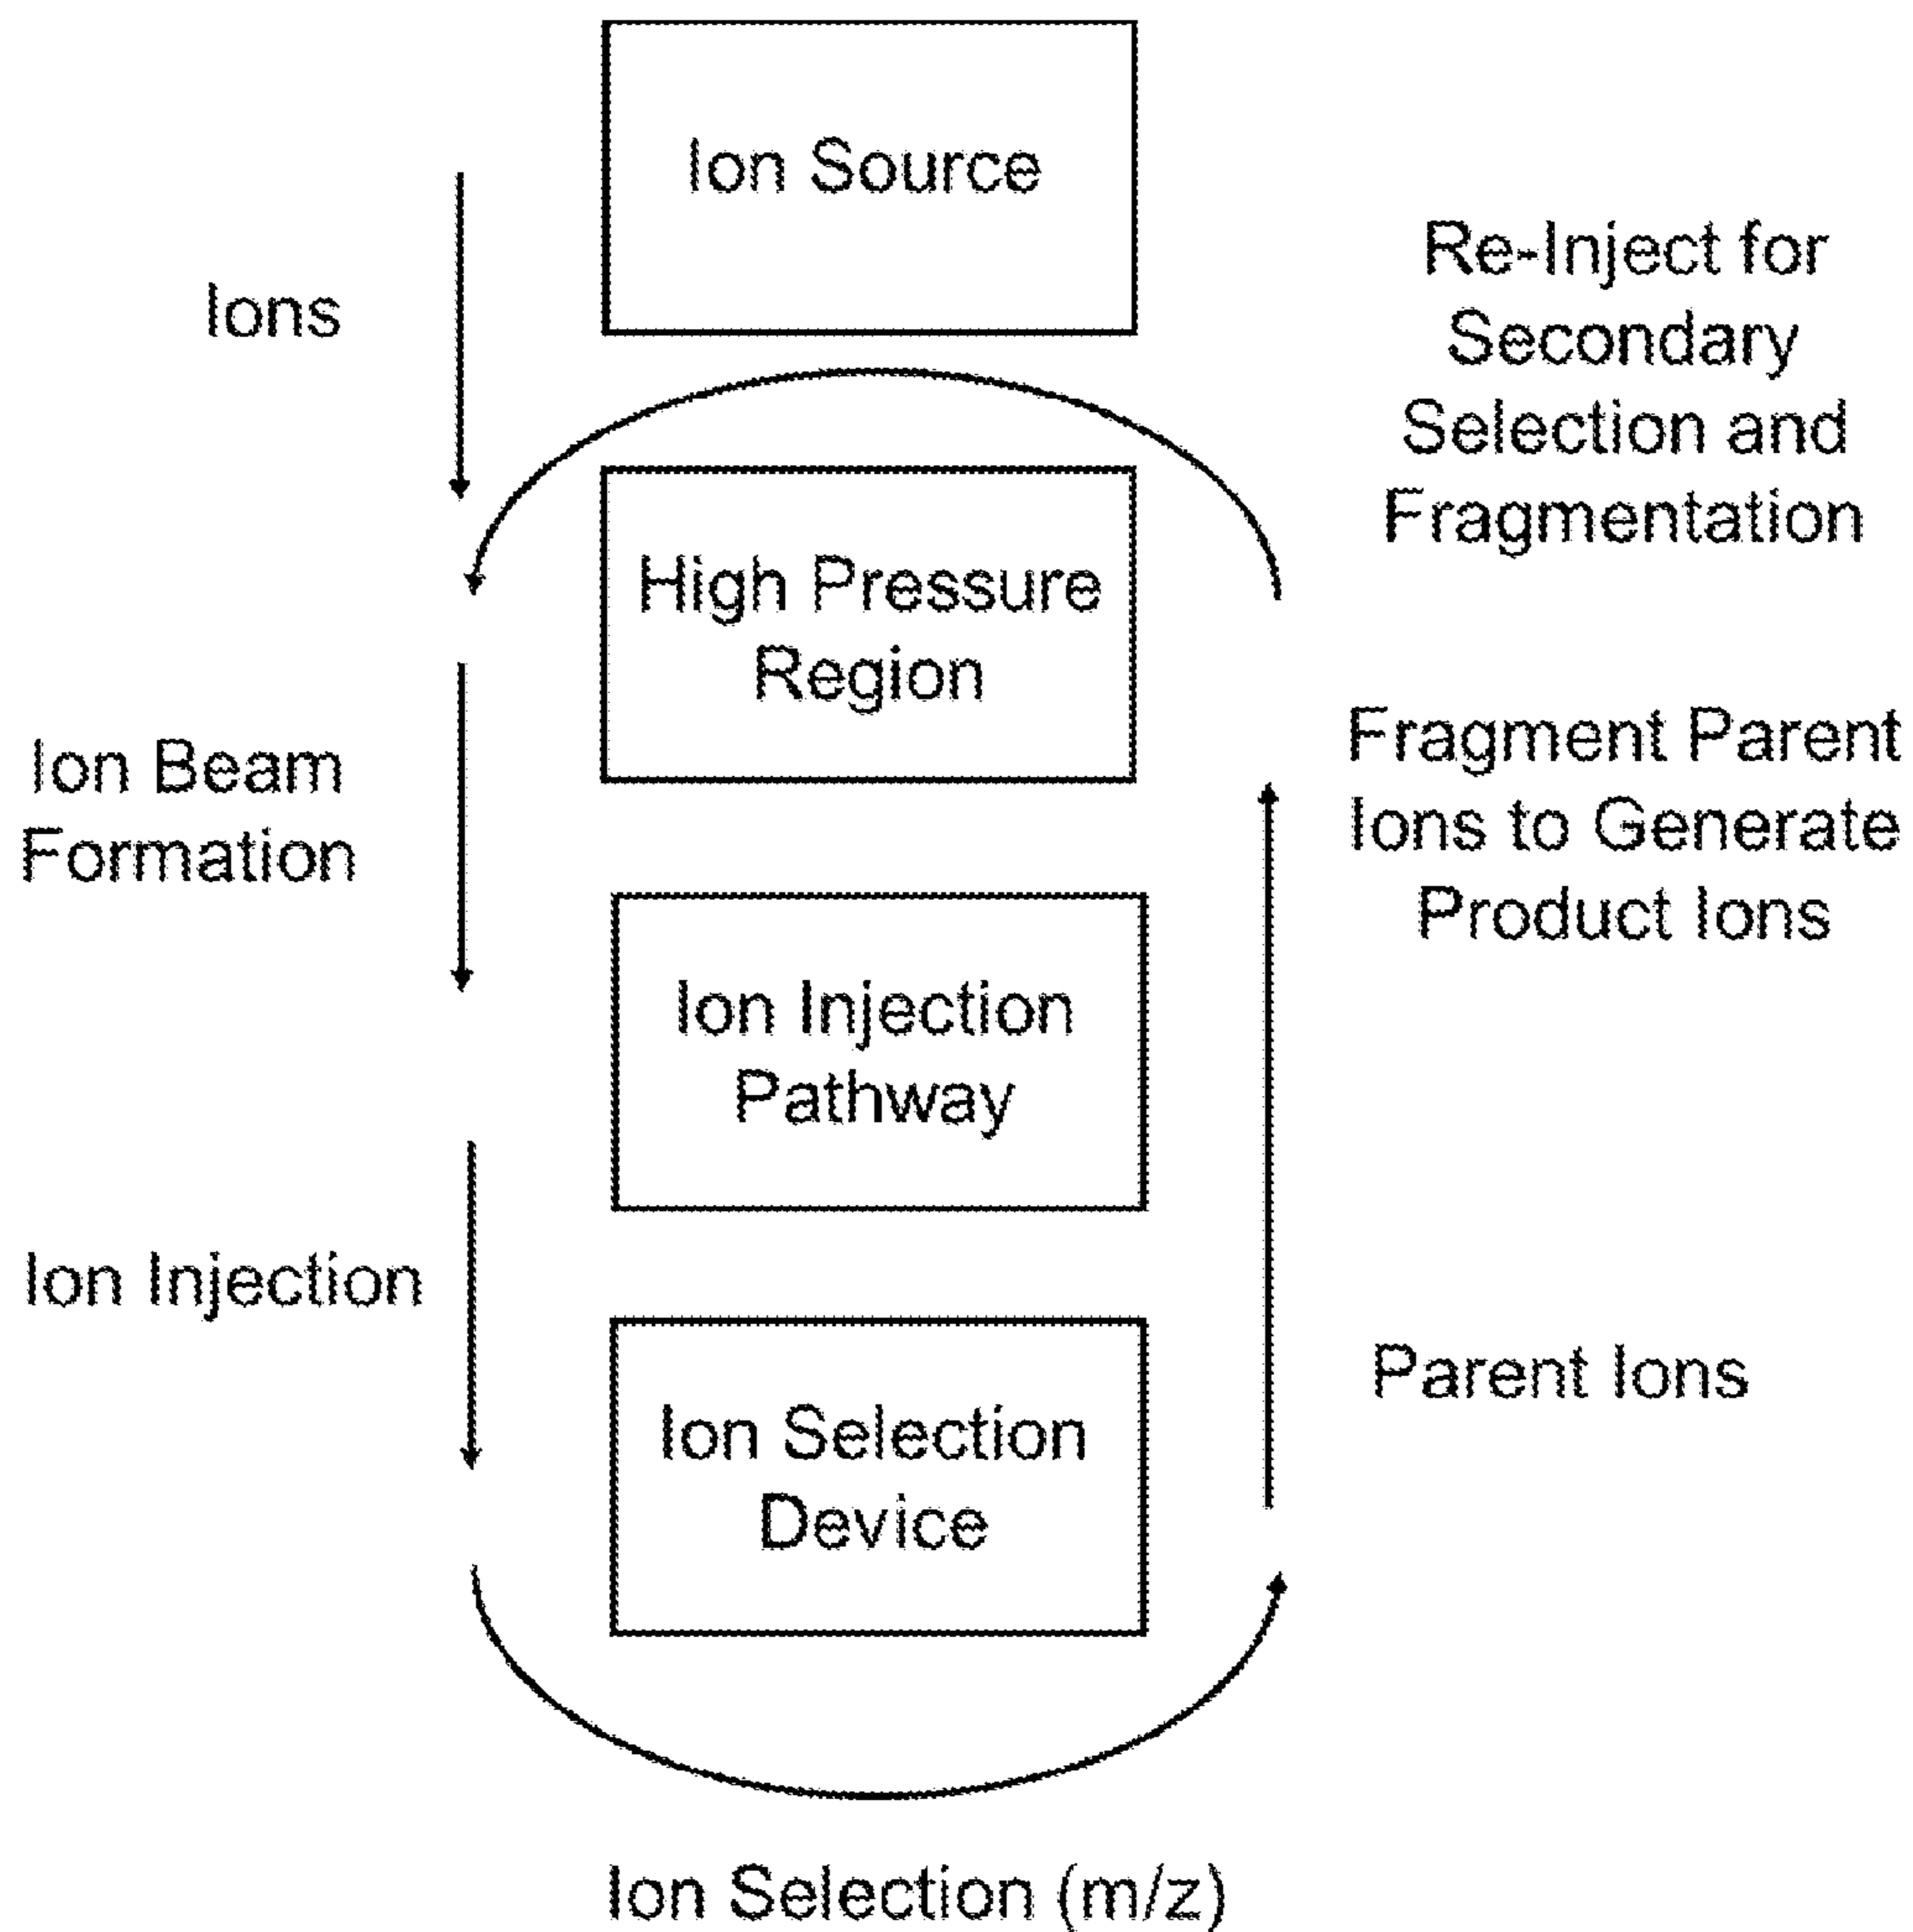 Ion Source
Ions
Re-Inject for
Secondary
Selection and
Fragmentation
High Pressure
Region
Ion Beam
Formation
Fragment Parent
Ions to Generate
Product Ions
Ion Injection
Pathway
Ion Injection
Parent Ions
Ion Selection
Device
Ion Selection (m/z)